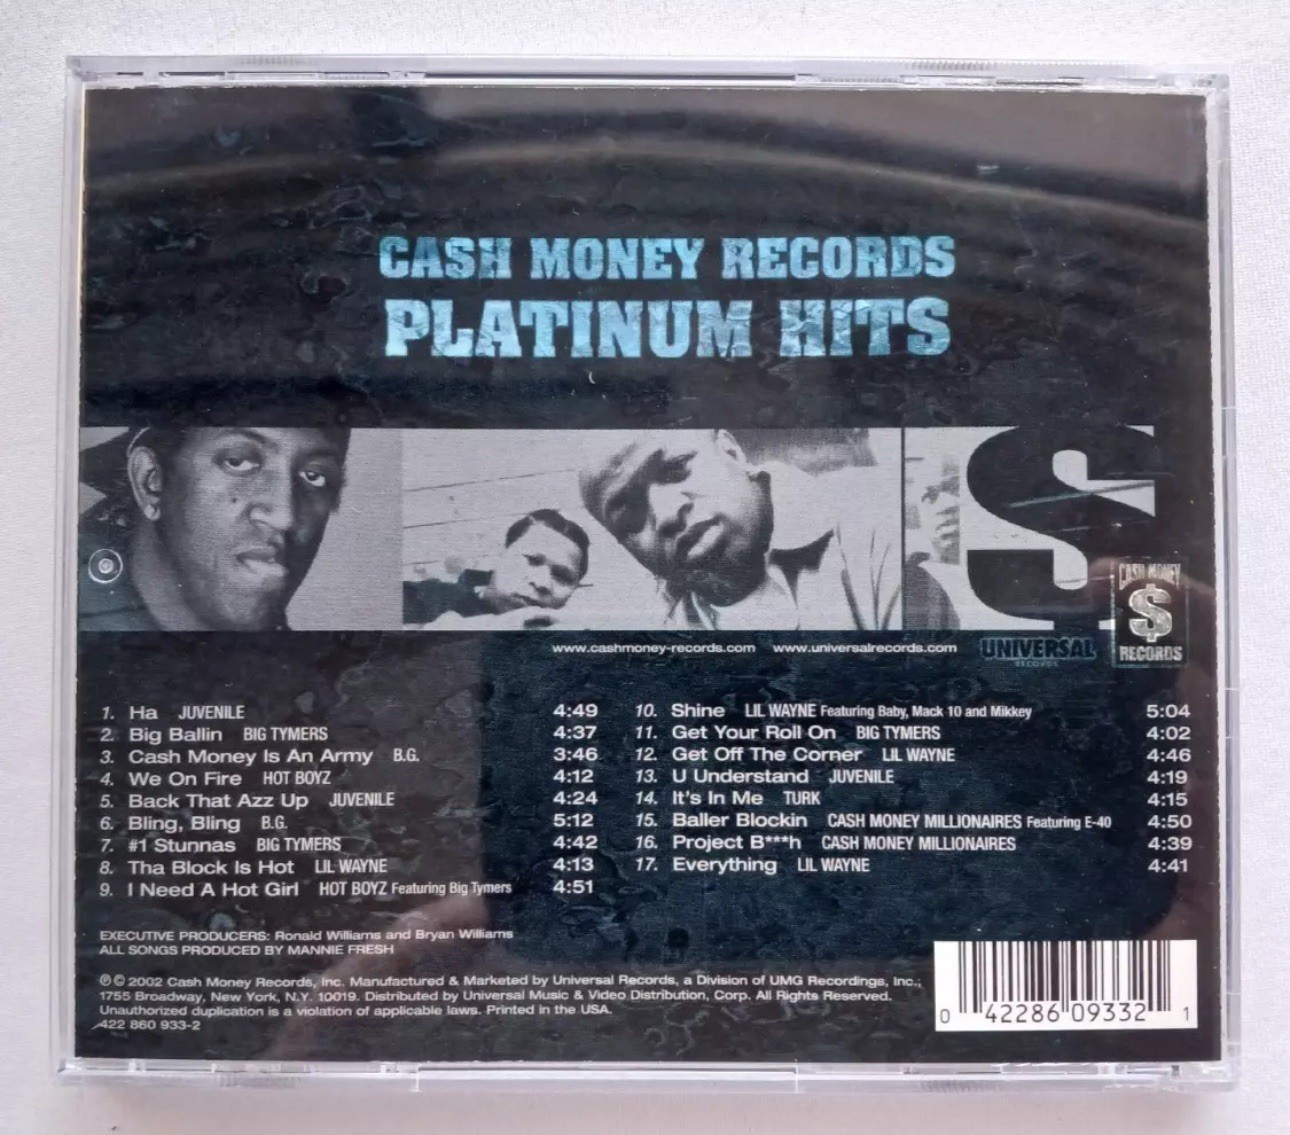 CASH MONEY RECORDS
PLATINUM HITS
www.cashmoney-records.com www.universalrecords.com
UNIVERSAL
RECORDS
CASH MONEY
$
RECORDS
1. Ha JUVENILE 4:49
2. Big Ballin BIG TYMERS 4:37
3. Cash Money Is An Army B.G. 3:46
4. We On Fire HOT BOYZ 4:12
5. Back That Azz Up JUVENILE 4:24
6. Bling, Bling B.G. 5:12
7. #1 Stunnas BIG TYMERS 4:42
8. Tha Block Is Hot LIL WAYNE 4:13
9. I Need A Hot Girl HOT BOYZ Featuring Big Tymers 4:51
10. Shine LIL WAYNE Featuring Baby, Mack 10 and Mikkey 5:04
11. Get Your Roll On BIG TYMERS 4:02
12. Get Off The Corner LIL WAYNE 4:46
13. U Understand JUVENILE 4:19
14. It's In Me TURK 4:15
15. Baller Blockin CASH MONEY MILLIONAIRES Featuring E-40 4:50
16. Project B***h CASH MONEY MILLIONAIRES 4:39
17. Everything LIL WAYNE 4:41
EXECUTIVE PRODUCERS: Ronald Williams and Bryan Williams
ALL SONGS PRODUCED BY MANNIE FRESH
℗© 2002 Cash Money Records, Inc. Manufactured & Marketed by Universal Records, a Division of UMG Recordings, Inc.,
1755 Broadway, New York, N.Y. 10019. Distributed by Universal Music & Video Distribution, Corp. All Rights Reserved.
Unauthorized duplication is a violation of applicable laws. Printed in the USA.
422 860 933-2
0 42286 09332 1